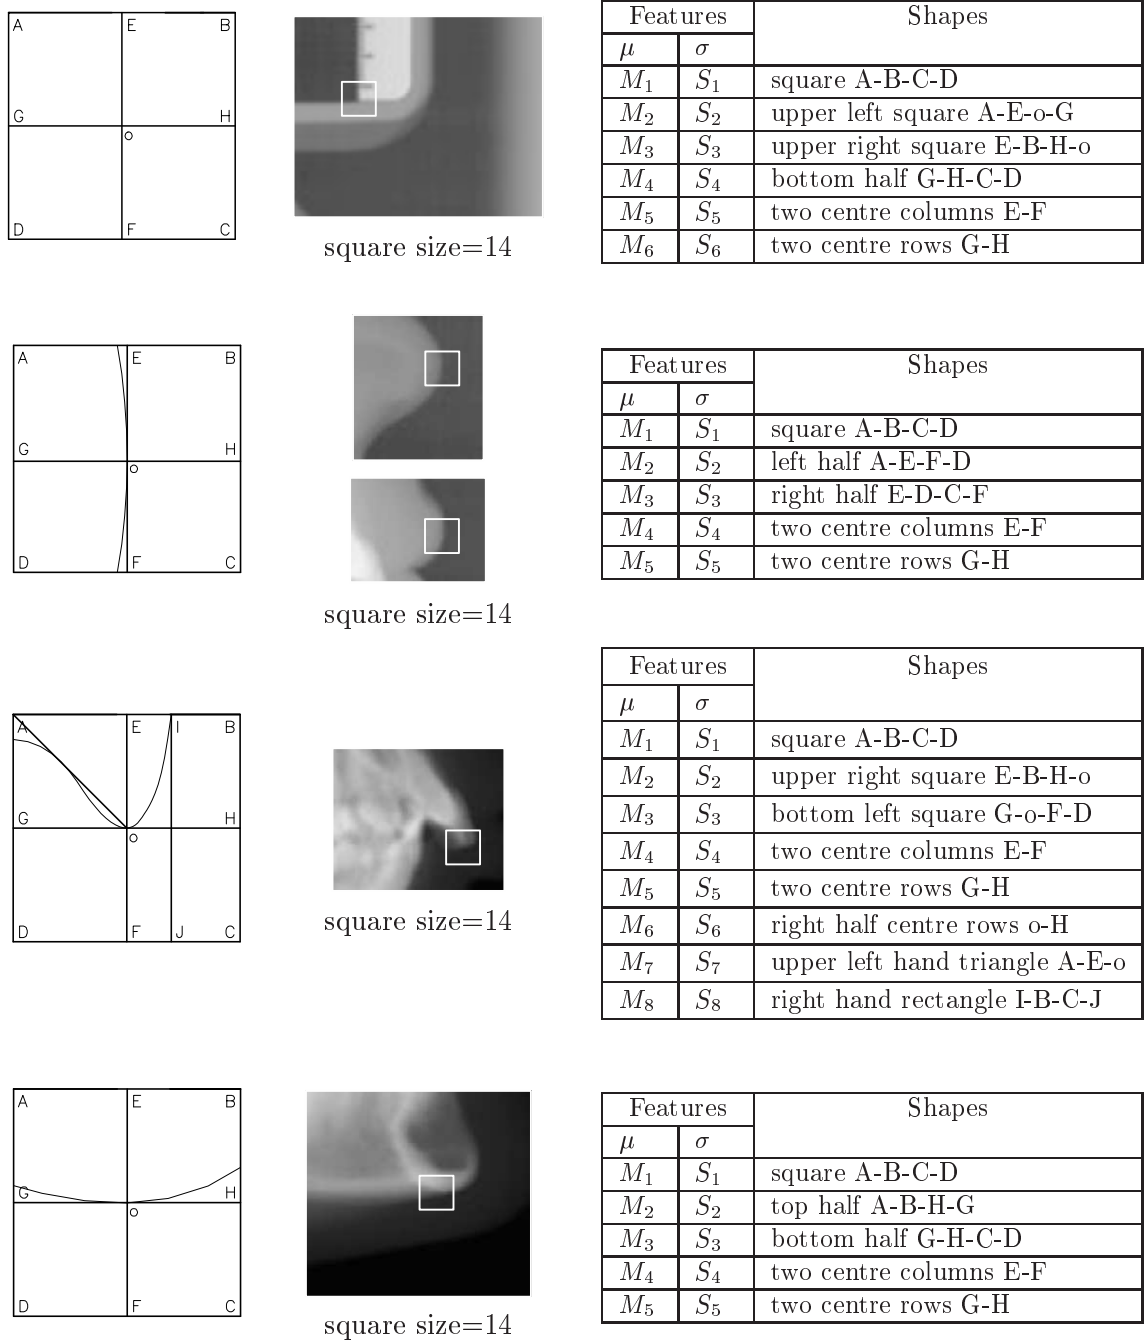 A E B
G H
o
D F C
square size=14
Features Shapes
μ σ
M₁ S₁ square A-B-C-D
M₂ S₂ upper left square A-E-o-G
M₃ S₃ upper right square E-B-H-o
M₄ S₄ bottom half G-H-C-D
M₅ S₅ two centre columns E-F
M₆ S₆ two centre rows G-H
A E B
G H
o
D F C
square size=14
Features Shapes
μ σ
M₁ S₁ square A-B-C-D
M₂ S₂ left half A-E-F-D
M₃ S₃ right half E-D-C-F
M₄ S₄ two centre columns E-F
M₅ S₅ two centre rows G-H
A E I B
G H
o
D F J C
square size=14
Features Shapes
μ σ
M₁ S₁ square A-B-C-D
M₂ S₂ upper right square E-B-H-o
M₃ S₃ bottom left square G-o-F-D
M₄ S₄ two centre columns E-F
M₅ S₅ two centre rows G-H
M₆ S₆ right half centre rows o-H
M₇ S₇ upper left hand triangle A-E-o
M₈ S₈ right hand rectangle I-B-C-J
A E B
G H
o
D F C
square size=14
Features Shapes
μ σ
M₁ S₁ square A-B-C-D
M₂ S₂ top half A-B-H-G
M₃ S₃ bottom half G-H-C-D
M₄ S₄ two centre columns E-F
M₅ S₅ two centre rows G-H